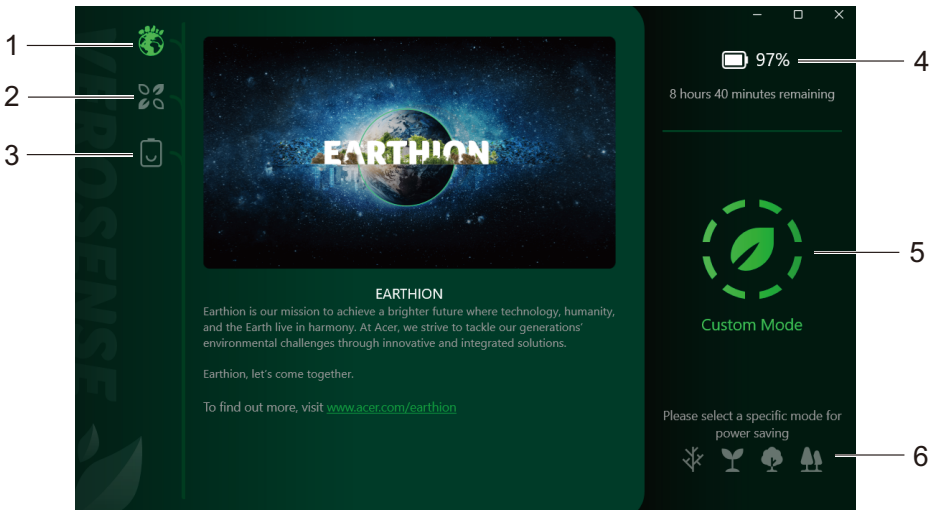 1
2
3
4
5
6
VEROSENSE
EARTHION
EARTHION
Earthion is our mission to achieve a brighter future where technology, humanity,
and the Earth live in harmony. At Acer, we strive to tackle our generations’
environmental challenges through innovative and integrated solutions.
Earthion, let’s come together.
To find out more, visit www.acer.com/earthion
97%
8 hours 40 minutes remaining
Custom Mode
Please select a specific mode for
power saving